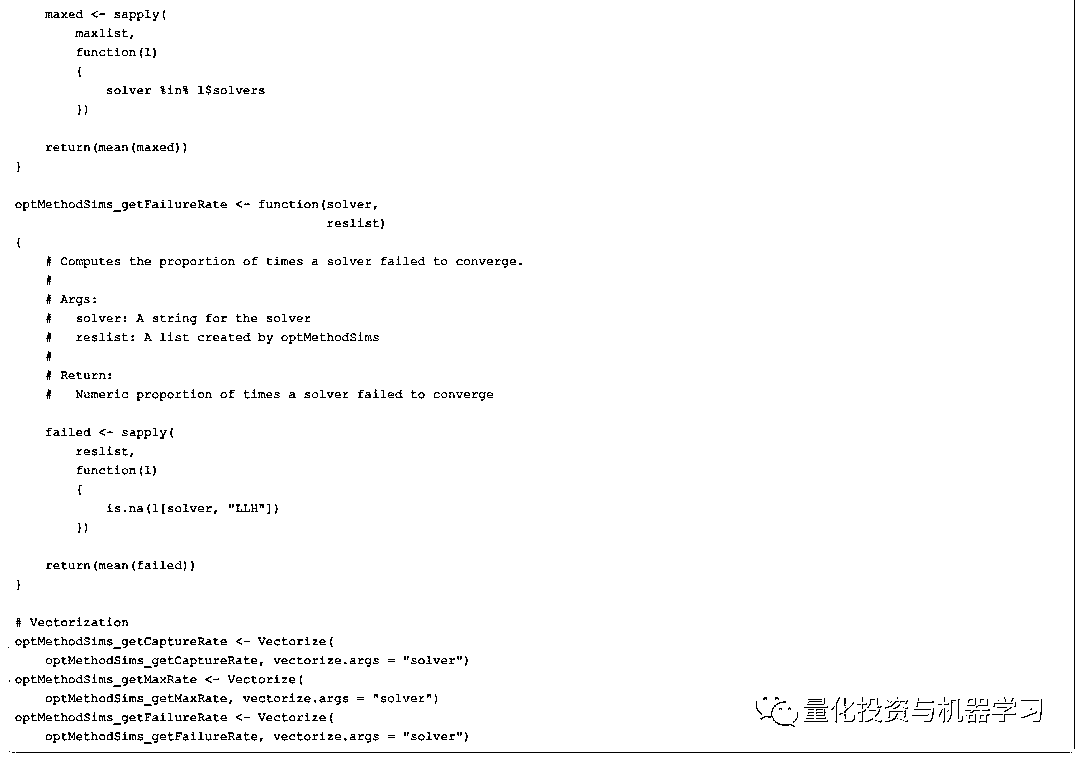 maxed <- sapply(
        maxlist,
        function(l)
        {
            solver %in% l$solvers
        })

    return(mean(maxed))
}

optMethodSims_getFailureRate <- function(solver,
                                         reslist)
{
    # Computes the proportion of times a solver failed to converge.
    #
    # Args:
    #   solver: A string for the solver
    #   reslist: A list created by optMethodSims
    #
    # Return:
    #   Numeric proportion of times a solver failed to converge

    failed <- sapply(
        reslist,
        function(l)
        {
            is.na(l[solver, "LLH"])
        })

    return(mean(failed))
}

# Vectorization
optMethodSims_getCaptureRate <- Vectorize(
    optMethodSims_getCaptureRate, vectorize.args = "solver")
optMethodSims_getMaxRate <- Vectorize(
    optMethodSims_getMaxRate, vectorize.args = "solver")
optMethodSims_getFailureRate <- Vectorize(
    optMethodSims_getFailureRate, vectorize.args = "solver")
量化投资与机器学习